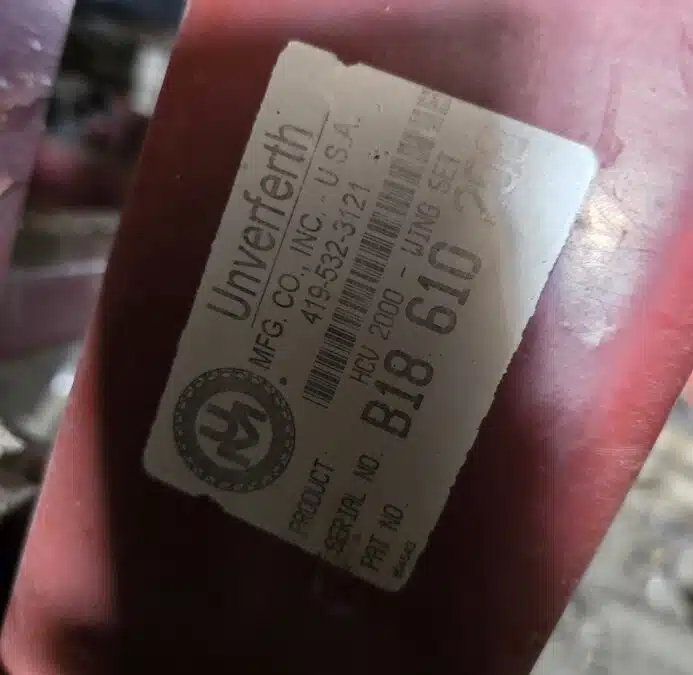 Unverferth
MFG. CO., INC. - U.S.A.
419-532-3121
PRODUCT HCV 2000 - WING SET
SERIAL NO. B18 610
PAT NO.